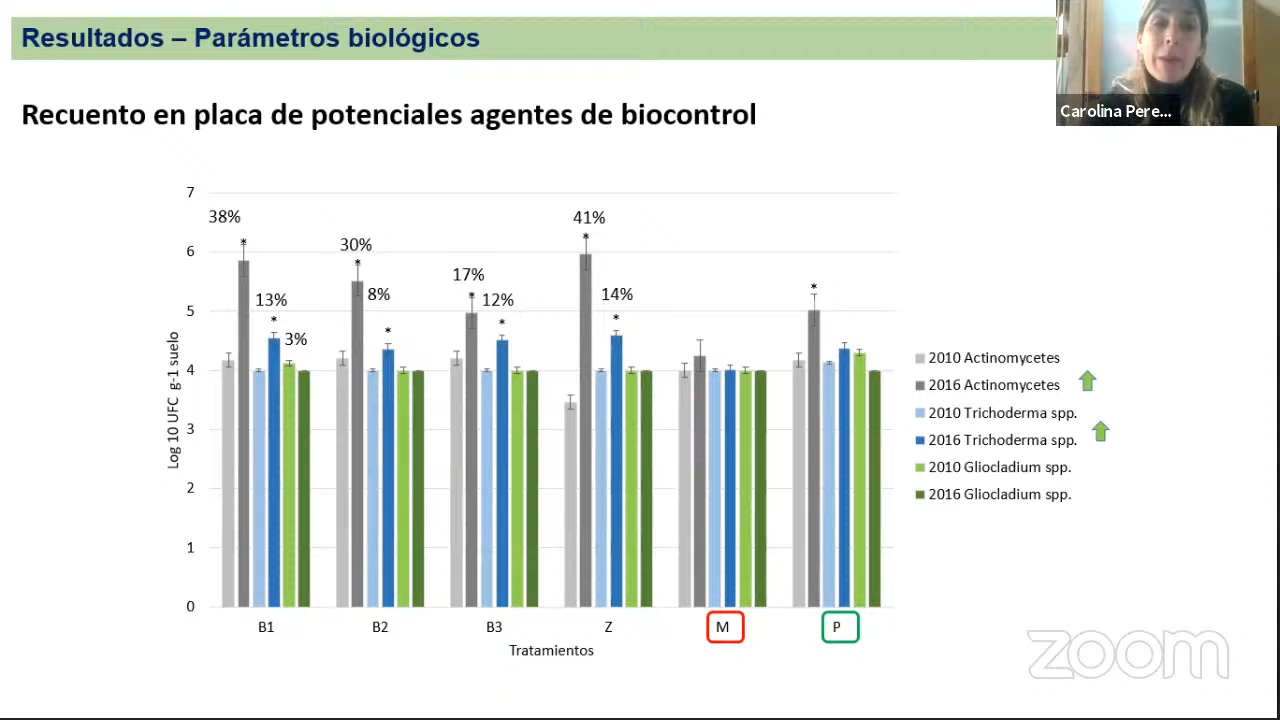 Resultados – Parámetros biológicos
Carolina Pere...
Recuento en placa de potenciales agentes de biocontrol
7
6
5
4
3
2
1
0
Log 10 UFC g-1 suelo
38%
*
13%
*
3%
30%
*
8%
*
17%
*
12%
*
41%
*
14%
*
*
B1
B2
B3
Z
M
P
Tratamientos
2010 Actinomycetes
2016 Actinomycetes
2010 Trichoderma spp.
2016 Trichoderma spp.
2010 Gliocladium spp.
2016 Gliocladium spp.
zoom